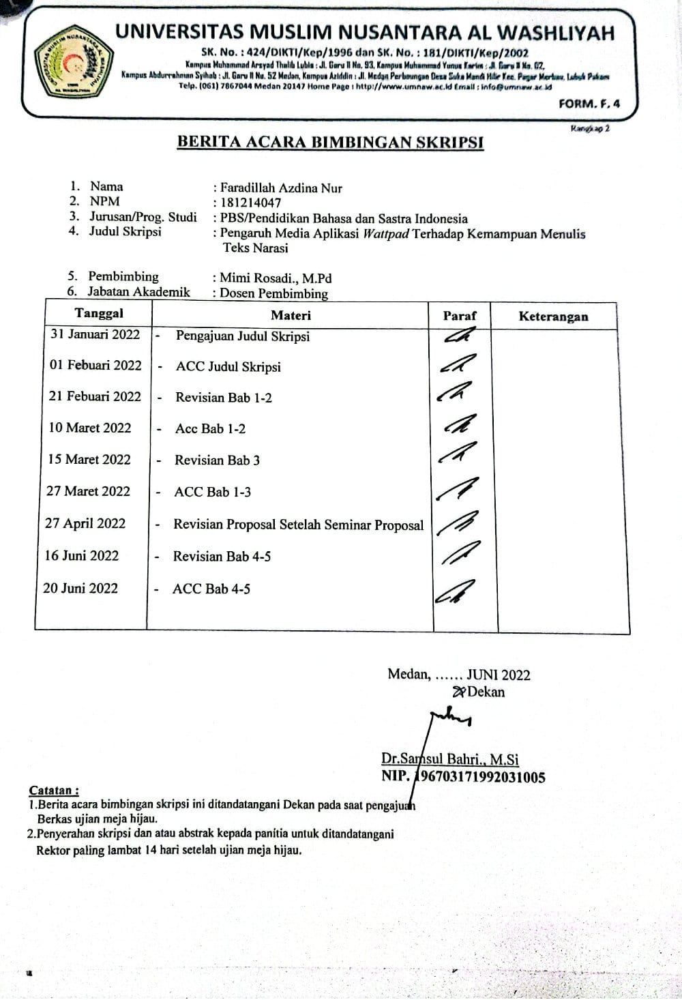 UNIVERSITAS MUSLIM NUSANTARA AL WASHLIYAH
SK. No. : 424/DIKTI/Kep/1996 dan SK. No. : 181/DIKTI/Kep/2002
Kampus Muhammad Arsyad Thalib Lubis : Jl. Garu II No. 93, Kampus Muhammad Yunus Karim : Jl. Garu II No. 02,
Kampus Abdurrahman Syihab : Jl. Garu II No. 52 Medan, Kampus Aziddin : Jl. Medan Perbaungan Desa Suka Mandi Hilir Kec. Pagar Merbau, Lubuk Pakam
Telp. (061) 7867044 Medan 20147 Home Page : http://www.umnaw.ac.id Email : info@umnaw.ac.id
FORM. F. 4
Rangkap 2
BERITA ACARA BIMBINGAN SKRIPSI
1. Nama : Faradillah Azdina Nur
2. NPM : 181214047
3. Jurusan/Prog. Studi : PBS/Pendidikan Bahasa dan Sastra Indonesia
4. Judul Skripsi : Pengaruh Media Aplikasi Wattpad Terhadap Kemampuan Menulis
Teks Narasi
5. Pembimbing : Mimi Rosadi., M.Pd
6. Jabatan Akademik : Dosen Pembimbing
Tanggal Materi Paraf Keterangan
31 Januari 2022 - Pengajuan Judul Skripsi
01 Febuari 2022 - ACC Judul Skripsi
21 Febuari 2022 - Revisian Bab 1-2
10 Maret 2022 - Acc Bab 1-2
15 Maret 2022 - Revisian Bab 3
27 Maret 2022 - ACC Bab 1-3
27 April 2022 - Revisian Proposal Setelah Seminar Proposal
16 Juni 2022 - Revisian Bab 4-5
20 Juni 2022 - ACC Bab 4-5
Medan, ...... JUNI 2022
Dekan
Dr.Samsul Bahri., M.Si
NIP. 196703171992031005
Catatan :
1.Berita acara bimbingan skripsi ini ditandatangani Dekan pada saat pengajuah
Berkas ujian meja hijau.
2.Penyerahan skripsi dan atau abstrak kepada panitia untuk ditandatangani
Rektor paling lambat 14 hari setelah ujian meja hijau.